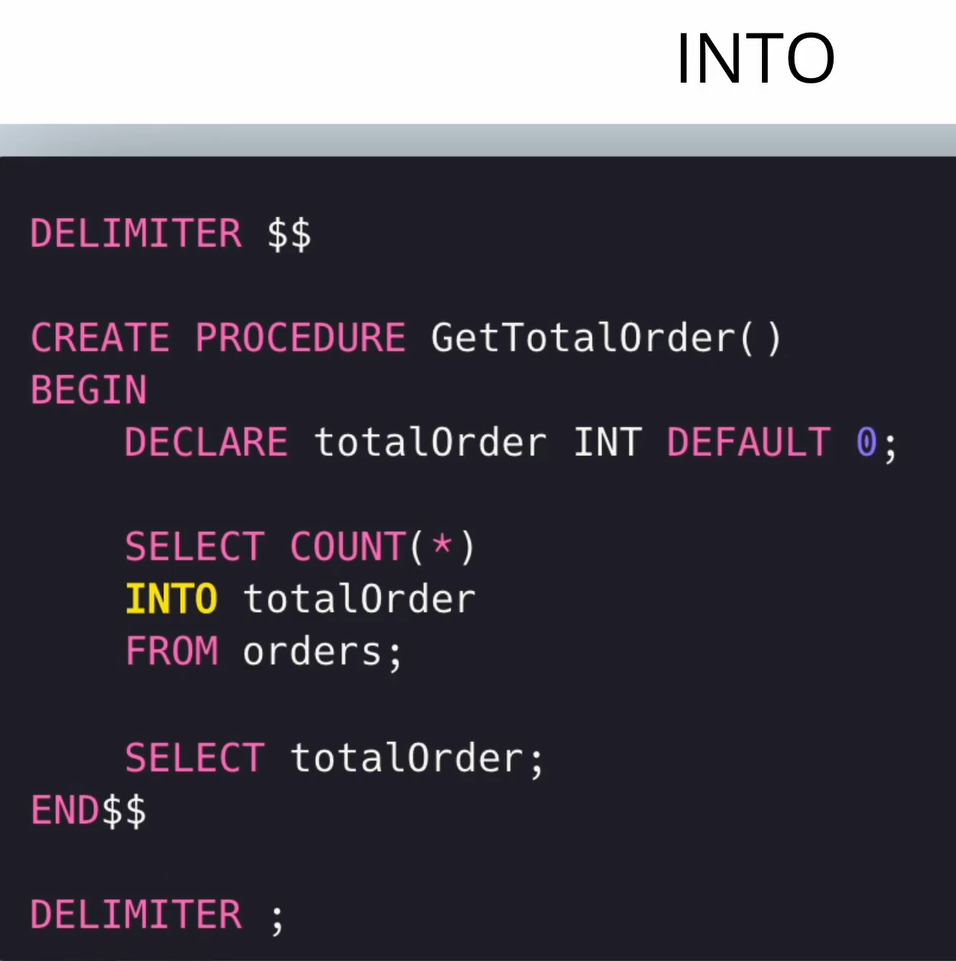 INTO
DELIMITER $$
CREATE PROCEDURE GetTotalOrder()
BEGIN
    DECLARE totalOrder INT DEFAULT 0;
    SELECT COUNT(*)
    INTO totalOrder
    FROM orders;
    SELECT totalOrder;
END$$
DELIMITER ;